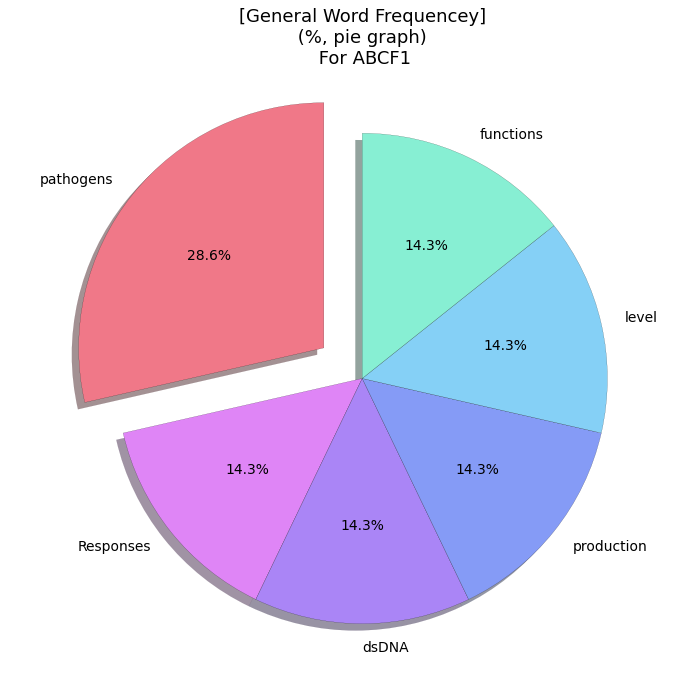 [General Word Frequencey]
(%, pie graph)
For ABCF1
functions
pathogens
14.3%
28.6%
level
14.3%
14.3%
14.3%
14.3%
Responses
production
dsDNA